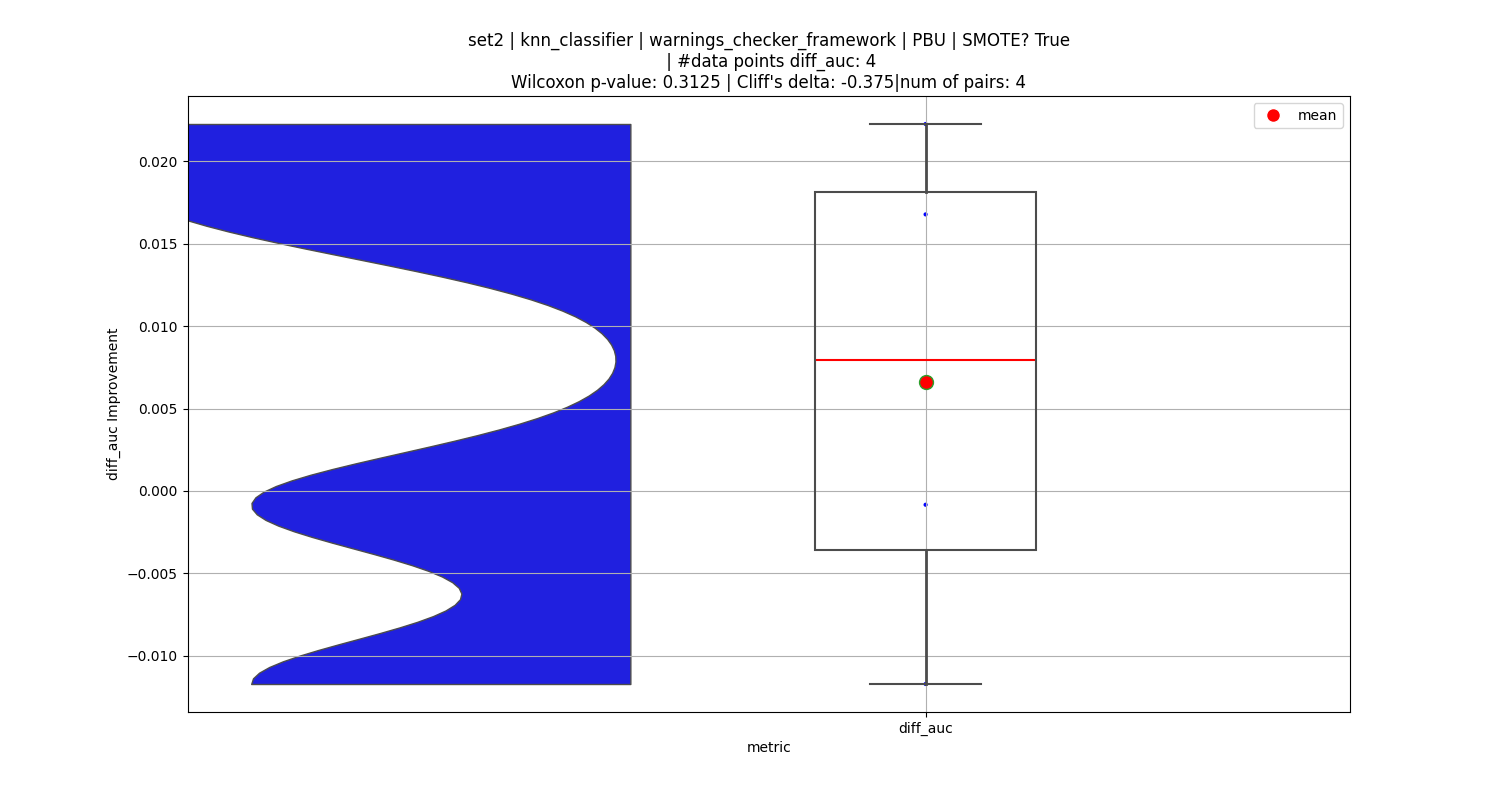 set2 | knn_classifier | warnings_checker_framework | PBU | SMOTE? True
| #data points diff_auc: 4
Wilcoxon p-value: 0.3125 | Cliff's delta: -0.375|num of pairs: 4
mean
0.020
0.015
0.010
0.005
0.000
−0.005
−0.010
diff_auc Improvement
diff_auc
metric